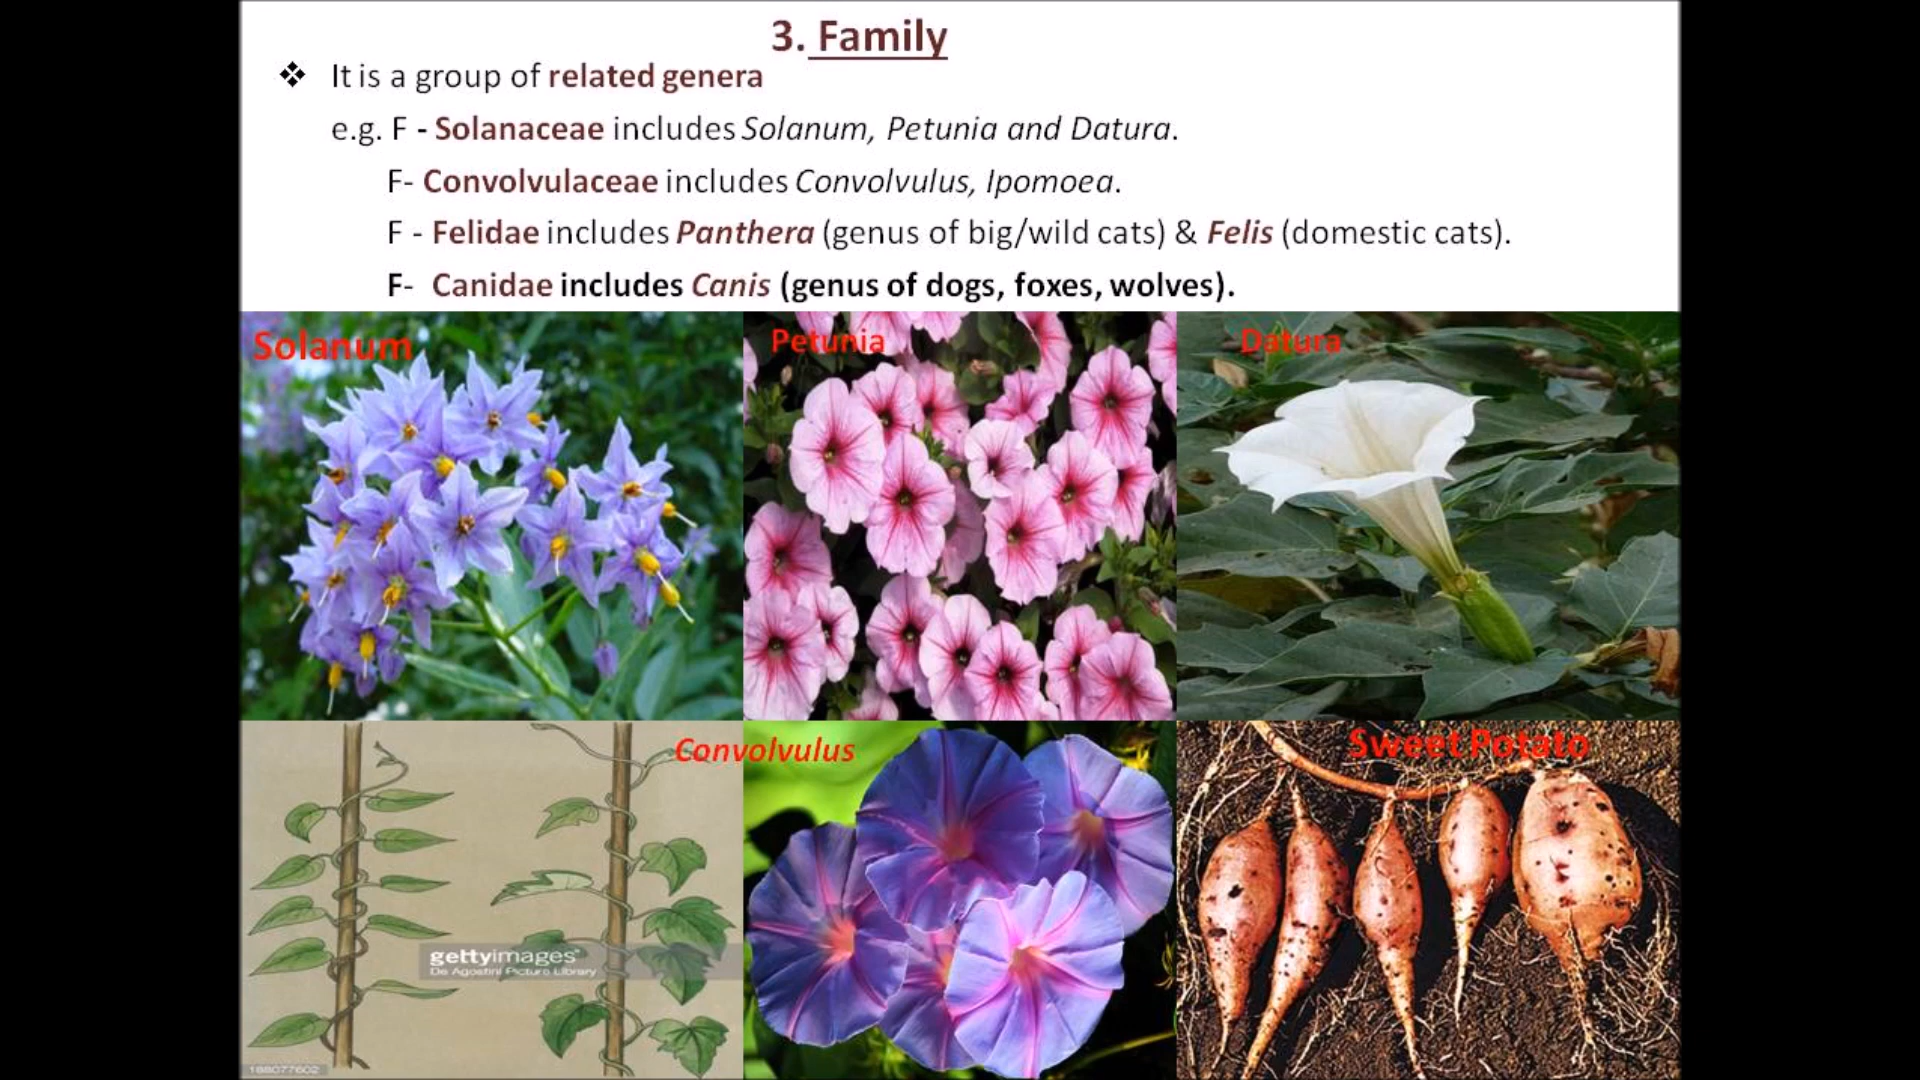 3. Family
❖ It is a group of related genera
e.g. F - Solanaceae includes Solanum, Petunia and Datura.
F- Convolvulaceae includes Convolvulus, Ipomoea.
F - Felidae includes Panthera (genus of big/wild cats) & Felis (domestic cats).
F- Canidae includes Canis (genus of dogs, foxes, wolves).
Solanum
Petunia
Datura
Convolvulus
Sweet Potato
gettyimages®
De Agostini Picture Library
188077602